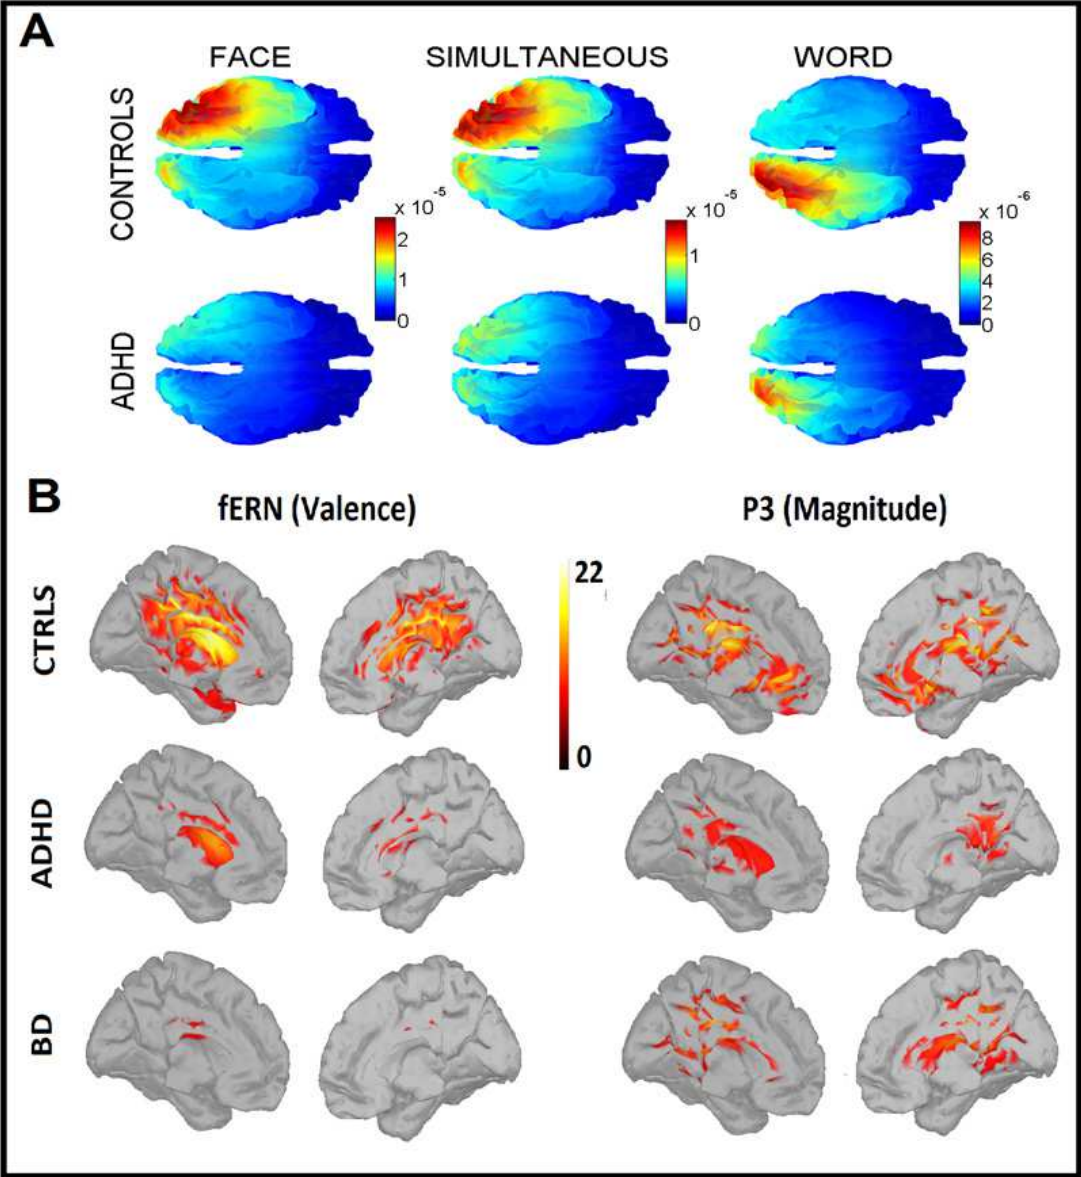 A
FACE SIMULTANEOUS WORD
CONTROLS
x 10^-5
2
1
0
x 10^-5
1
0
x 10^-6
8
6
4
2
0
ADHD
B
fERN (Valence) P3 (Magnitude)
CTRLS
22
0
ADHD
BD